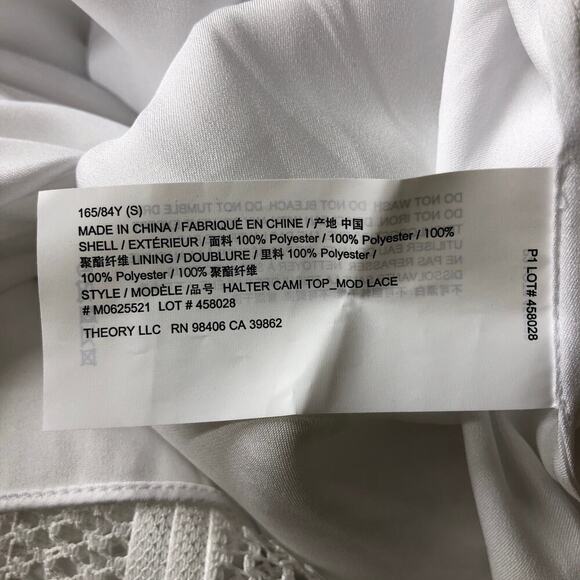 165/84Y (S)
MADE IN CHINA / FABRIQUÉ EN CHINE / 产地 中国
SHELL / EXTÉRIEUR / 面料 100% Polyester / 100% Polyester / 100%
聚酯纤维 LINING / DOUBLURE / 里料 100% Polyester /
100% Polyester / 100% 聚酯纤维
STYLE / MODÈLE /品号 HALTER CAMI TOP_MOD LACE
# M0625521 LOT # 458028
THEORY LLC RN 98406 CA 39862
P1 LOT# 458028